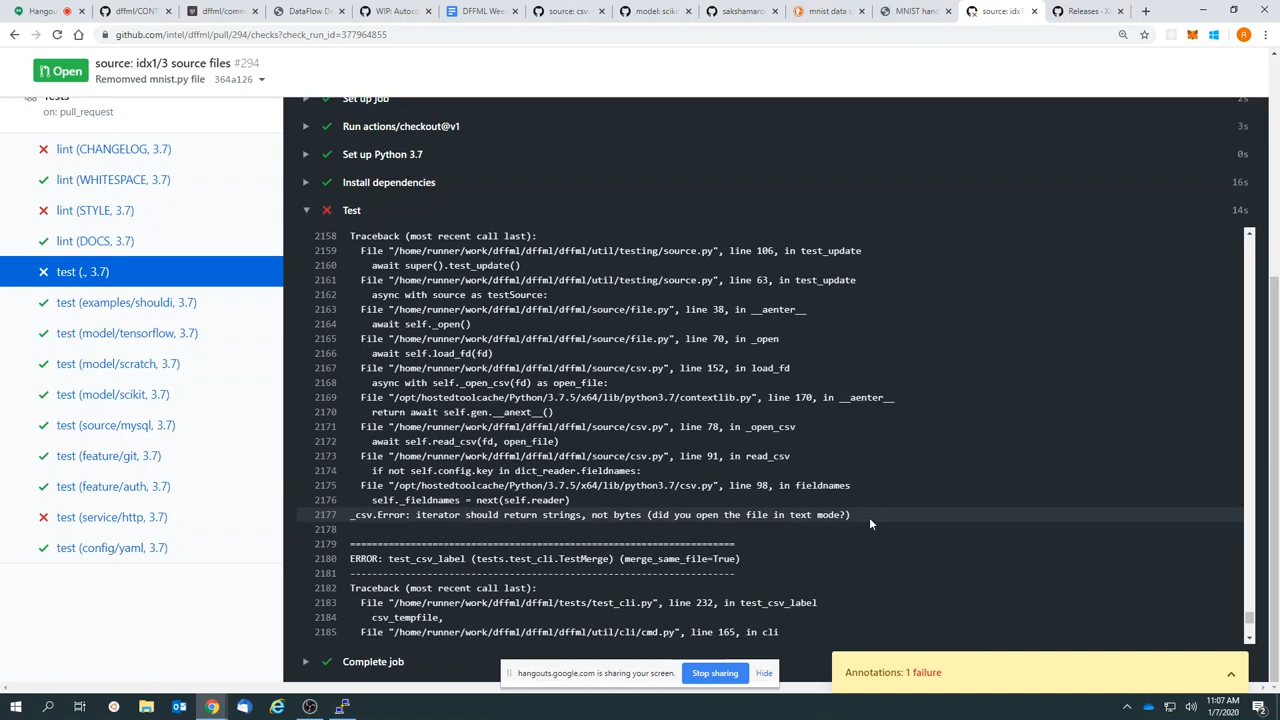 Hangou
dffml/CONT
dffml/comm
DataFlow D
WIP: Autoco
DFFML Wee
source: csv:
model: scikit
sakshamarora
mnist data s
MNIST hand
source: idx1/
Releases - X
github.com/intel/dffml/pull/294/checks?check_run_id=377964855
R
Open
source: idx1/3 source files #294
Remomved mnist.py file 364a126
Tests
on: pull_request
lint (CHANGELOG, 3.7)
lint (WHITESPACE, 3.7)
lint (STYLE, 3.7)
lint (DOCS, 3.7)
test (., 3.7)
test (examples/shouldi, 3.7)
test (model/tensorflow, 3.7)
test (model/scratch, 3.7)
test (model/scikit, 3.7)
test (source/mysql, 3.7)
test (feature/git, 3.7)
test (feature/auth, 3.7)
test (service/http, 3.7)
test (config/yaml, 3.7)
Set up job 2s
Run actions/checkout@v1 3s
Set up Python 3.7 0s
Install dependencies 16s
Test 14s
2158 Traceback (most recent call last):
2159 File "/home/runner/work/dffml/dffml/dffml/util/testing/source.py", line 106, in test_update
2160 await super().test_update()
2161 File "/home/runner/work/dffml/dffml/dffml/util/testing/source.py", line 63, in test_update
2162 async with source as testSource:
2163 File "/home/runner/work/dffml/dffml/dffml/source/file.py", line 38, in __aenter__
2164 await self._open()
2165 File "/home/runner/work/dffml/dffml/dffml/source/file.py", line 70, in _open
2166 await self.load_fd(fd)
2167 File "/home/runner/work/dffml/dffml/dffml/source/csv.py", line 152, in load_fd
2168 async with self._open_csv(fd) as open_file:
2169 File "/opt/hostedtoolcache/Python/3.7.5/x64/lib/python3.7/contextlib.py", line 170, in __aenter__
2170 return await self.gen.__anext__()
2171 File "/home/runner/work/dffml/dffml/dffml/source/csv.py", line 78, in _open_csv
2172 await self.read_csv(fd, open_file)
2173 File "/home/runner/work/dffml/dffml/dffml/source/csv.py", line 91, in read_csv
2174 if not self.config.key in dict_reader.fieldnames:
2175 File "/opt/hostedtoolcache/Python/3.7.5/x64/lib/python3.7/csv.py", line 98, in fieldnames
2176 self._fieldnames = next(self.reader)
2177 _csv.Error: iterator should return strings, not bytes (did you open the file in text mode?)
2178
2179 ======================================================================
2180 ERROR: test_csv_label (tests.test_cli.TestMerge) (merge_same_file=True)
2181 ----------------------------------------------------------------------
2182 Traceback (most recent call last):
2183 File "/home/runner/work/dffml/dffml/tests/test_cli.py", line 232, in test_csv_label
2184 csv_tempfile,
2185 File "/home/runner/work/dffml/dffml/dffml/util/cli/cmd.py", line 165, in cli
Complete job
hangouts.google.com is sharing your screen.
Stop sharing
Hide
Annotations: 1 failure
11:07 AM
1/7/2020
2